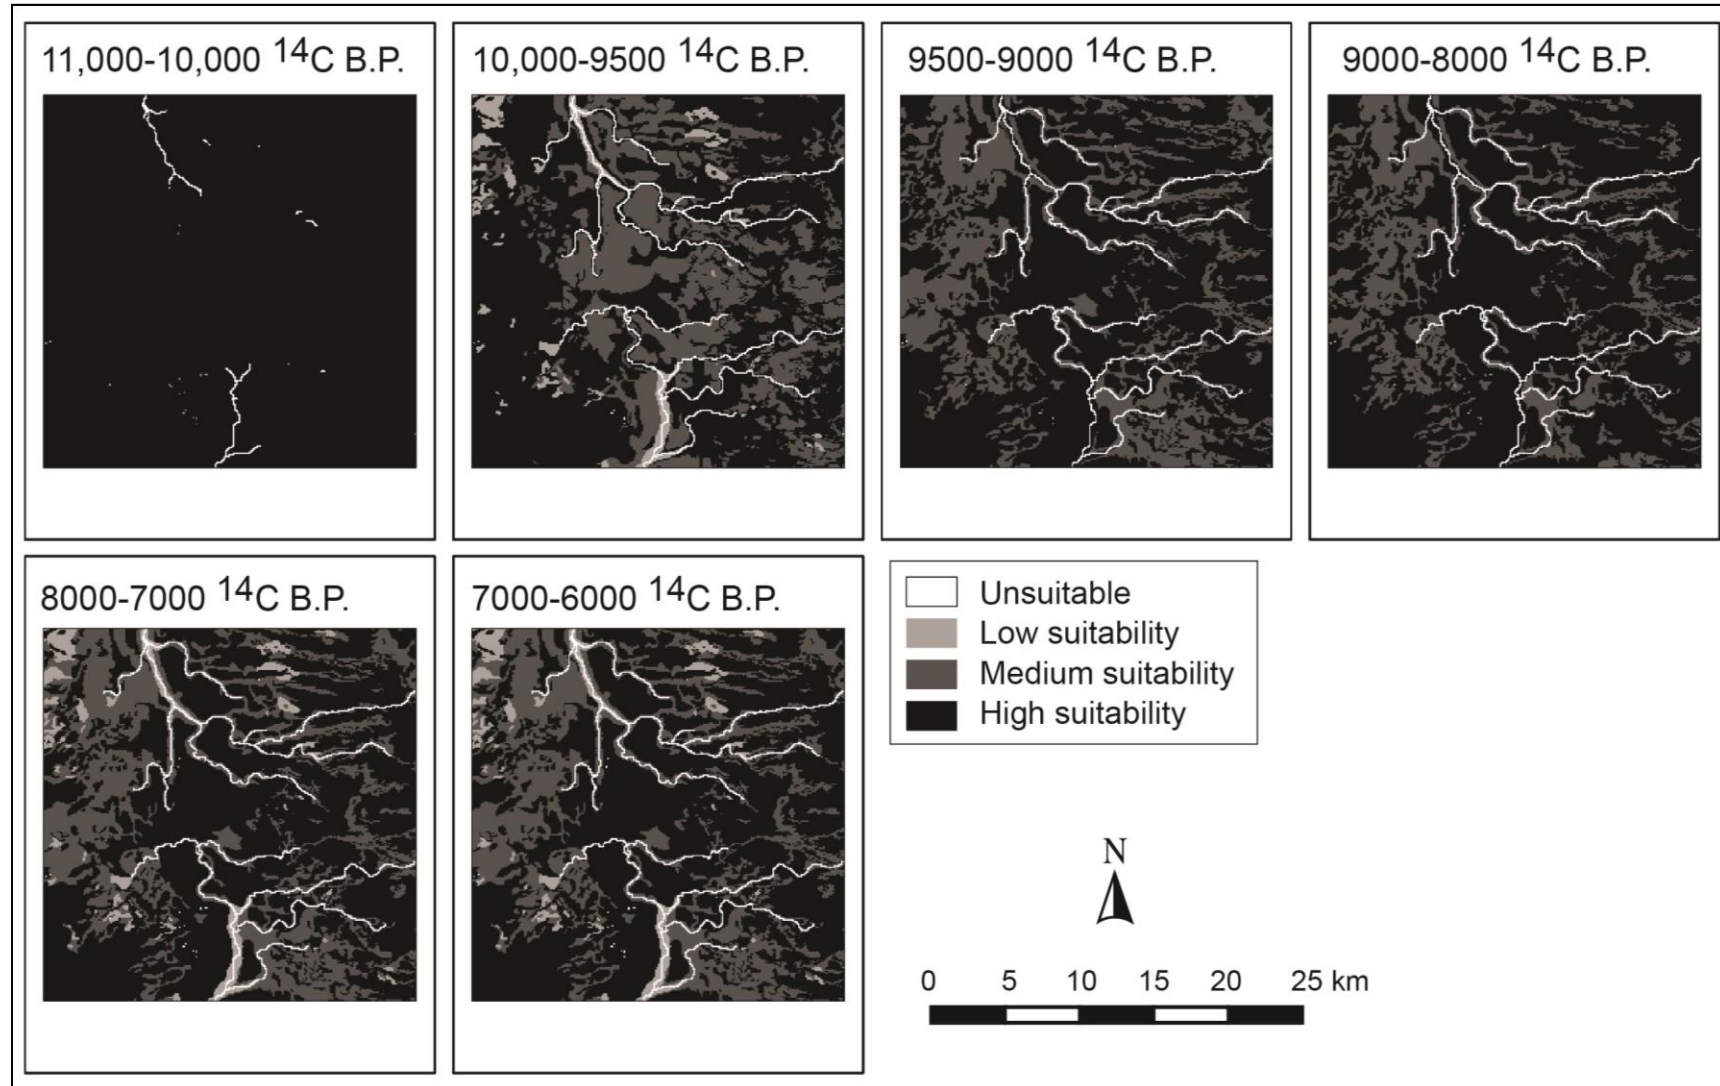 11,000-10,000 ¹⁴C B.P.
10,000-9500 ¹⁴C B.P.
9500-9000 ¹⁴C B.P.
9000-8000 ¹⁴C B.P.
8000-7000 ¹⁴C B.P.
7000-6000 ¹⁴C B.P.
Unsuitable
Low suitability
Medium suitability
High suitability
N
0 5 10 15 20 25 km